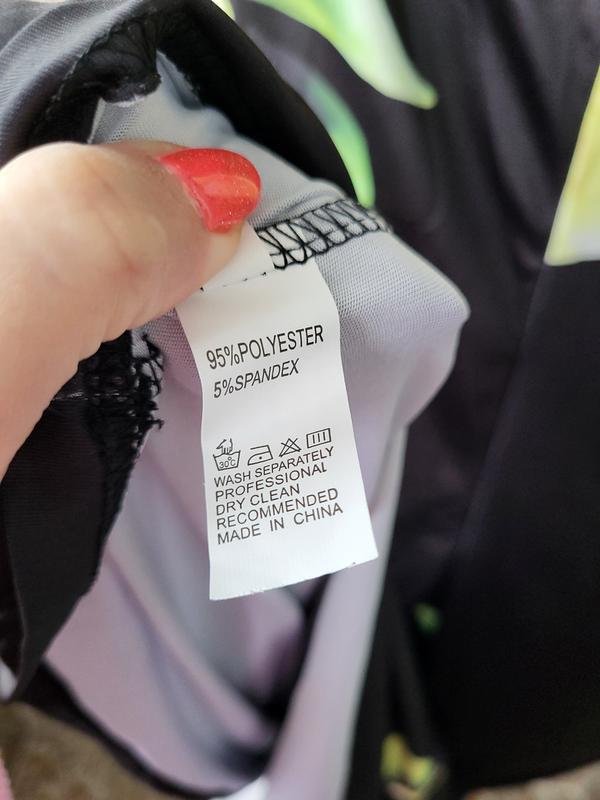 95%POLYESTER
5%SPANDEX
30°C
WASH SEPARATELY
PROFESSIONAL
DRY CLEAN
RECOMMENDED
MADE IN CHINA